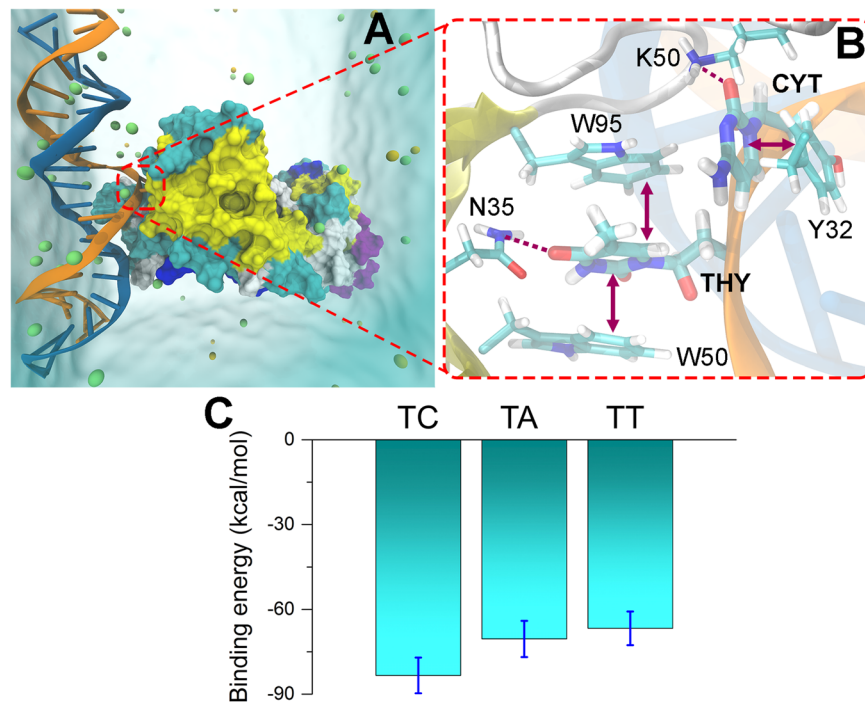 A
B
K50
CYT
W95
N35
Y32
THY
W50
C
TC
TA
TT
Binding energy (kcal/mol)
0
-30
-60
-90